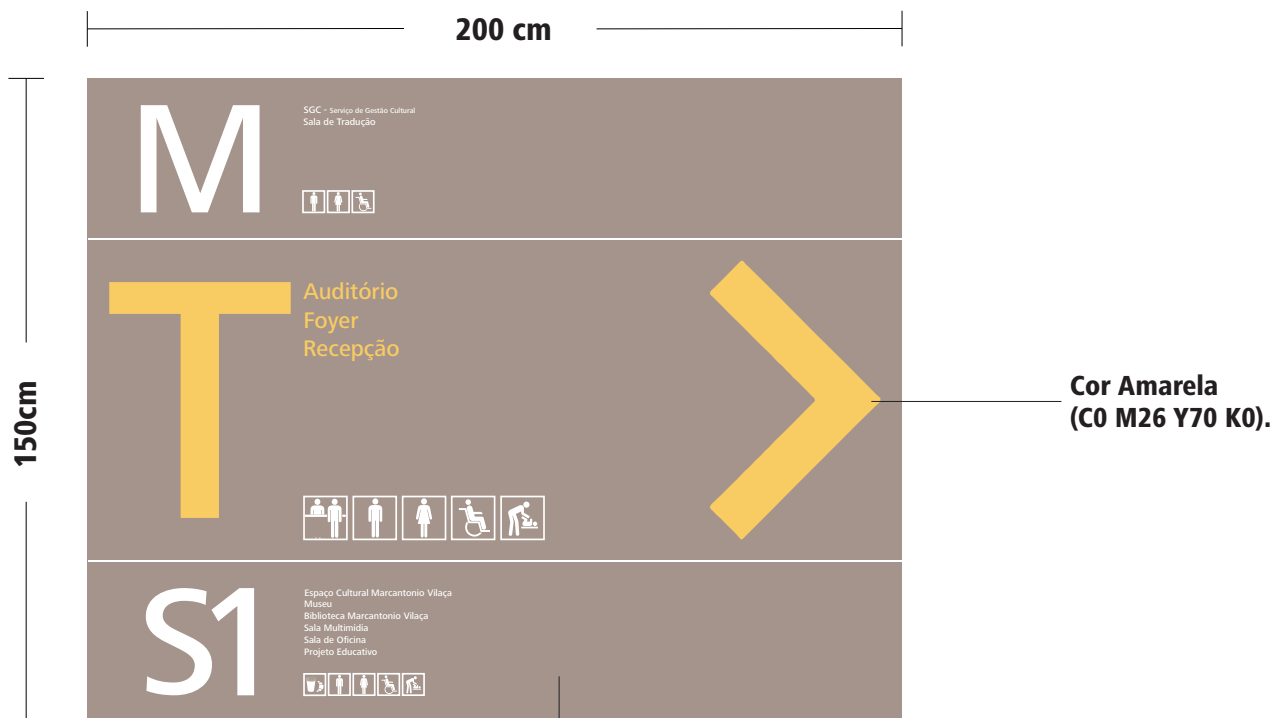 200 cm
150cm
M
SGC - Serviço de Gestão Cultural
Sala de Tradução
T
Auditório
Foyer
Recepção
Cor Amarela
(C0 M26 Y70 K0).
S1
Espaço Cultural Marcantonio Vilaça
Museu
Biblioteca Marcantonio Vilaça
Sala Multimídia
Sala de Oficina
Projeto Educativo